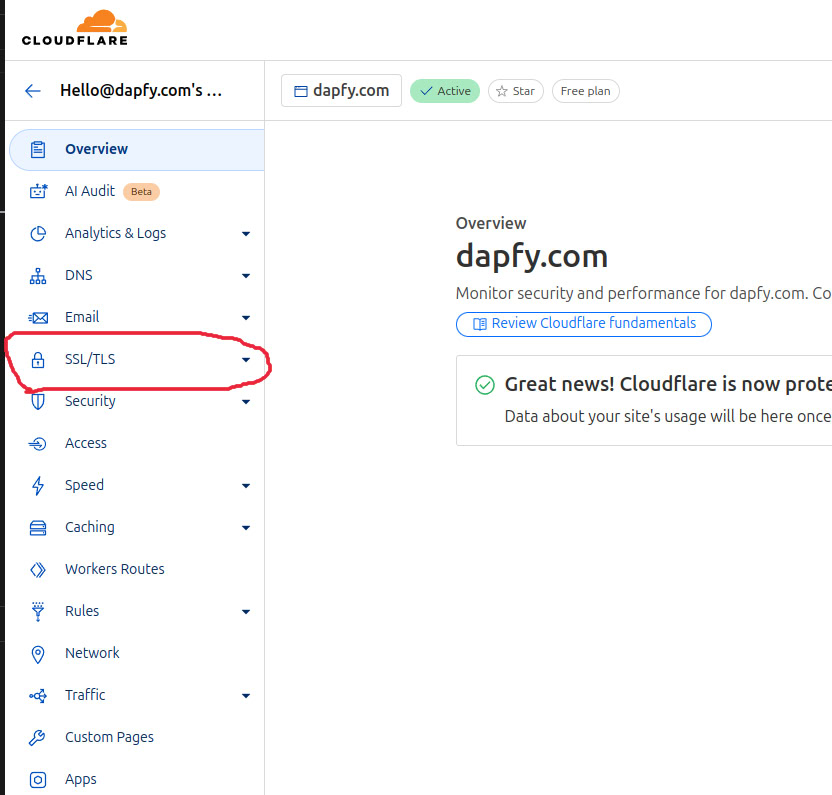 CLOUDFLARE
Hello@dapfy.com's ...
dapfy.com
Active
Star
Free plan
Overview
AI Audit Beta
Analytics & Logs
DNS
Email
SSL/TLS
Security
Access
Speed
Caching
Workers Routes
Rules
Network
Traffic
Custom Pages
Apps
Overview
dapfy.com
Monitor security and performance for dapfy.com. Co
Review Cloudflare fundamentals
Great news! Cloudflare is now prote
Data about your site's usage will be here once